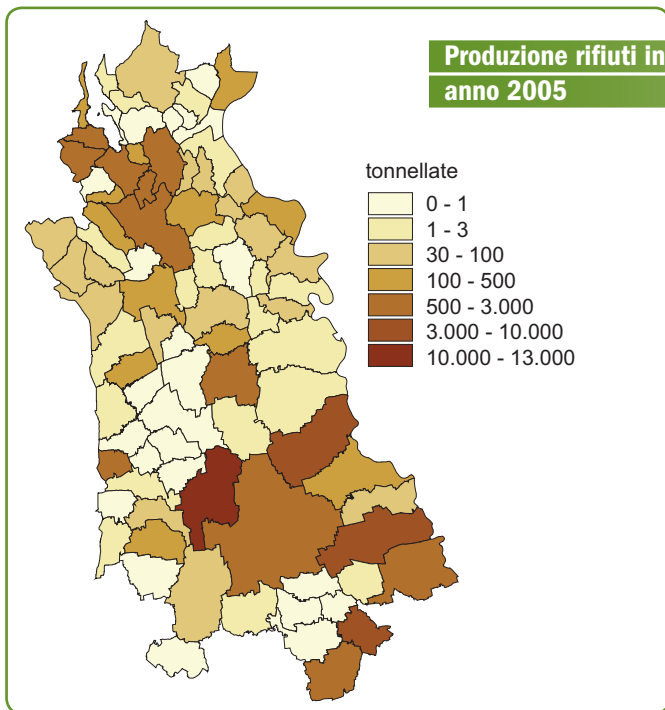 Produzione rifiuti in
anno 2005
tonnellate
0 - 1
1 - 3
30 - 100
100 - 500
500 - 3.000
3.000 - 10.000
10.000 - 13.000